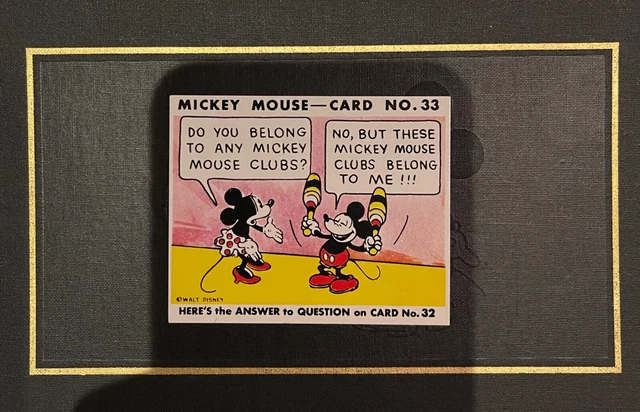 MICKEY MOUSE—CARD NO. 33
DO YOU BELONG
TO ANY MICKEY
MOUSE CLUBS?
NO, BUT THESE
MICKEY MOUSE
CLUBS BELONG
TO ME !!!
©WALT DISNEY
HERE'S the ANSWER to QUESTION on CARD No. 32